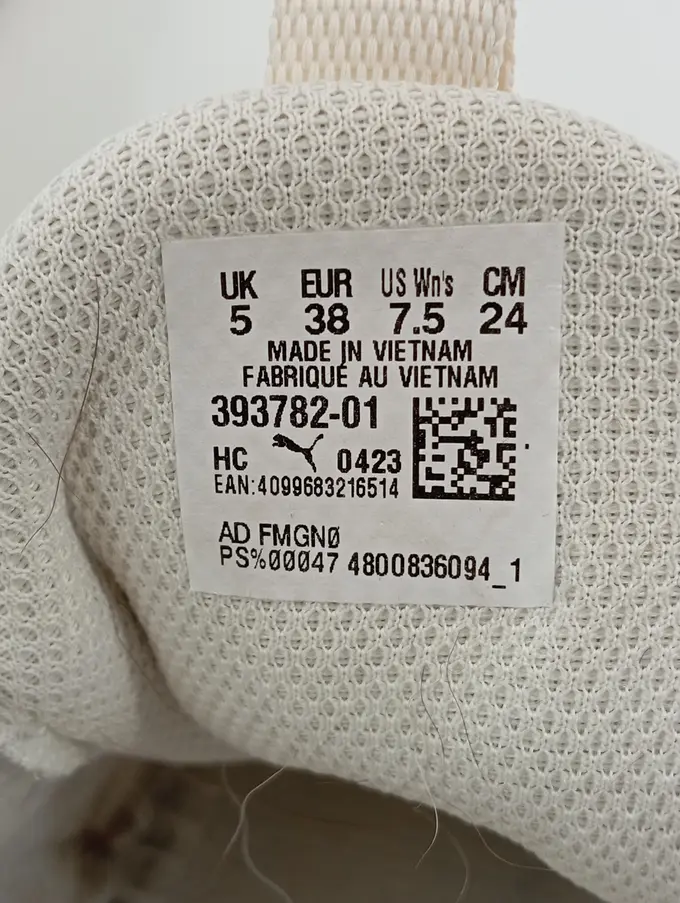 UK EUR US Wn's CM
5 38 7.5 24
MADE IN VIETNAM
FABRIQUÉ AU VIETNAM
393782-01
HC 0423
EAN:4099683216514
AD FMGNØ
PS%00047 4800836094_1